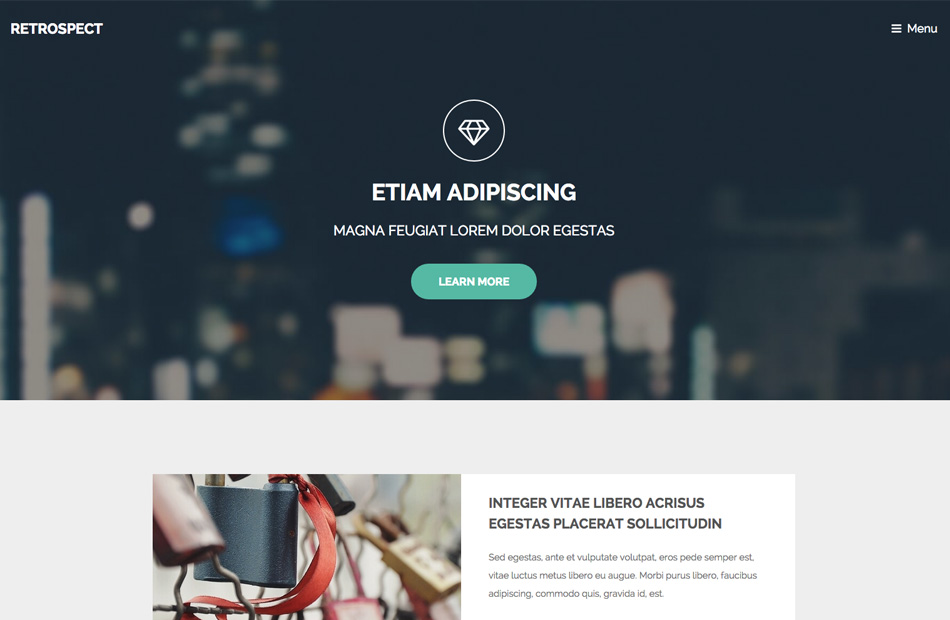 RETROSPECT
Menu
ETIAM ADIPISCING
MAGNA FEUGIAT LOREM DOLOR EGESTAS
LEARN MORE
INTEGER VITAE LIBERO ACRISUS
EGESTAS PLACERAT SOLLICITUDIN
Sed egestas, ante et vulputate volutpat, eros pede semper est,
vitae luctus metus libero eu augue. Morbi purus libero, faucibus
adipiscing, commodo quis, gravida id, est.